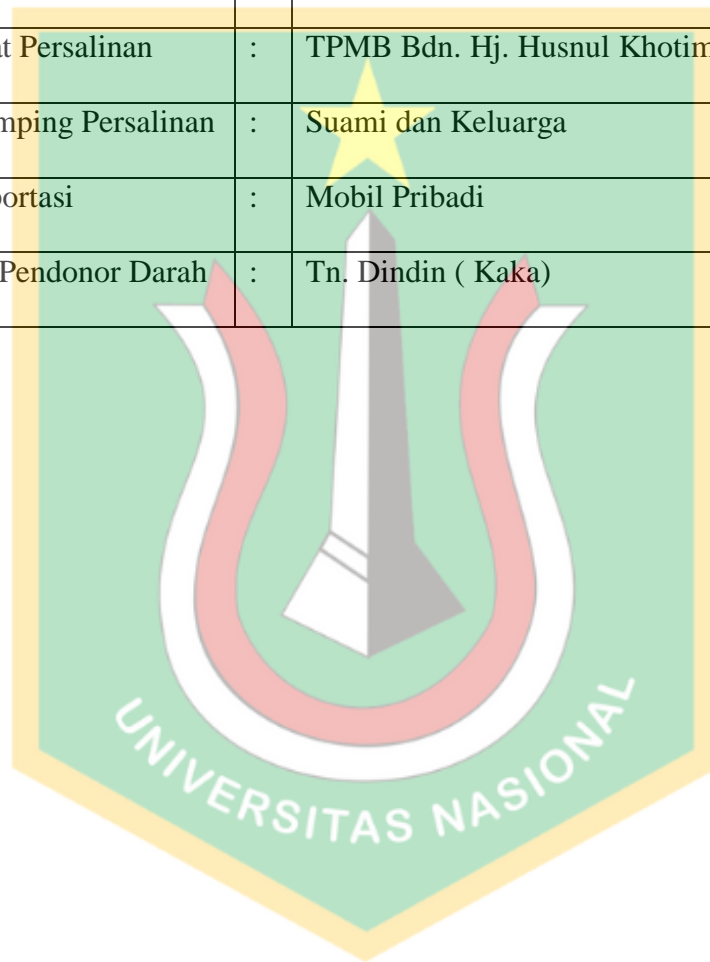 at Persalinan : TPMB Bdn. Hj. Husnul Khotim
mping Persalinan : Suami dan Keluarga
portasi : Mobil Pribadi
Pendonor Darah : Tn. Dindin ( Kaka)
UNIVERSITAS NASIONAL